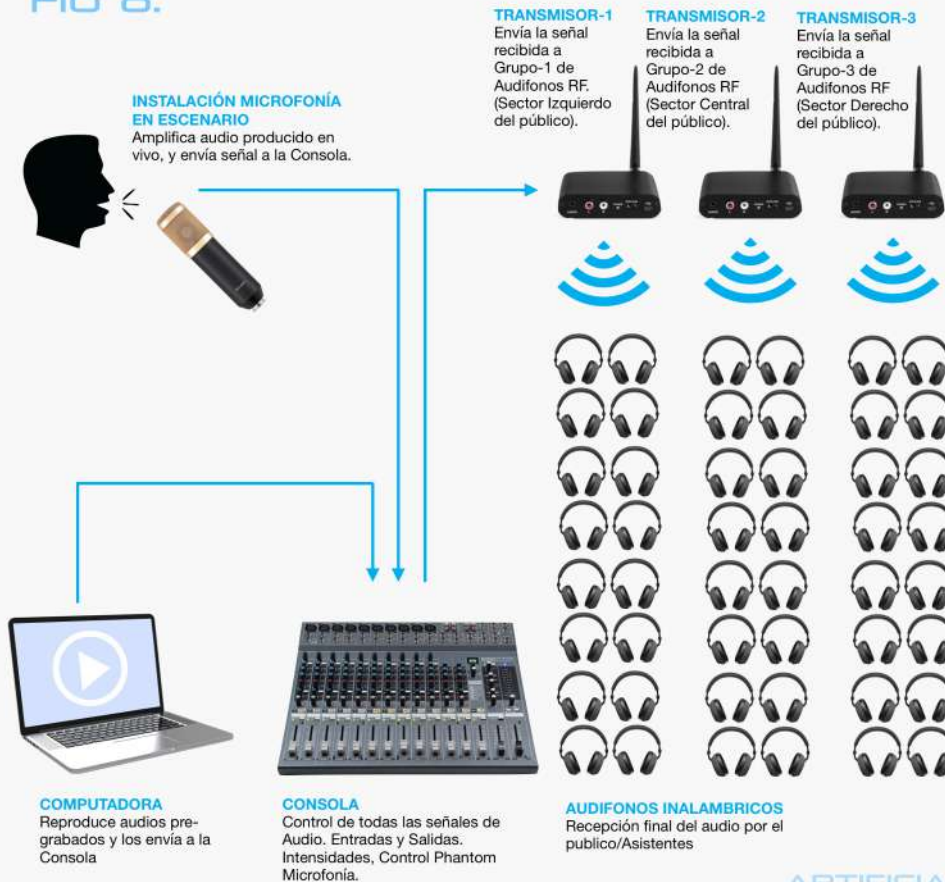 FIG 8.
TRANSMISOR-1
Envía la señal
recibida a
Grupo-1 de
Audifonos RF.
(Sector Izquierdo
del público).
TRANSMISOR-2
Envía la señal
recibida a
Grupo-2 de
Audifonos RF
(Sector Central
del público).
TRANSMISOR-3
Envía la señal
recibida a
Grupo-3 de
Audifonos RF
(Sector Derecho
del público).
INSTALACIÓN MICROFONÍA
EN ESCENARIO
Amplifica audio producido en
vivo, y envía señal a la Consola.
COMPUTADORA
Reproduce audios pre-
grabados y los envía a la
Consola
CONSOLA
Control de todas las señales de
Audio. Entradas y Salidas.
Intensidades, Control Phantom
Microfonía.
AUDIFONOS INALAMBRICOS
Recepción final del audio por el
publico/Asistentes